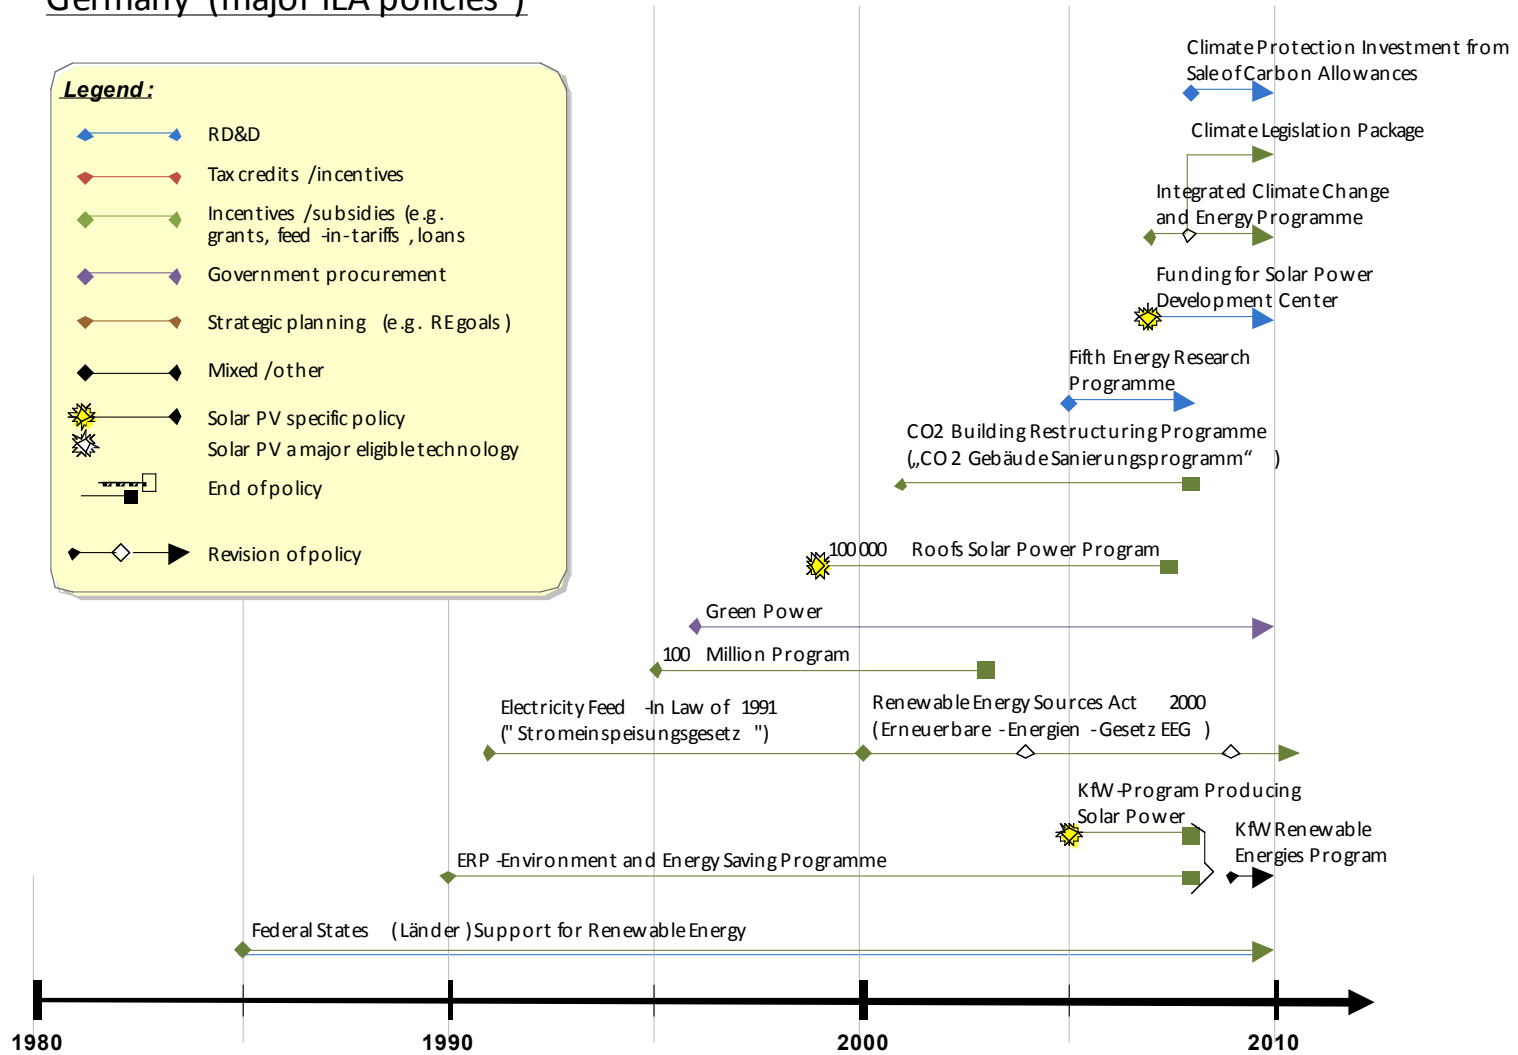 Germany (major IEA policies )
Legend :
RD&D
Tax credits /incentives
Incentives /subsidies (e.g.
grants, feed -in-tariffs , loans
Government procurement
Strategic planning (e.g. RE goals )
Mixed /other
Solar PV specific policy
Solar PV a major eligible technology
End of policy
Revision of policy
Climate Protection Investment from
Sale of Carbon Allowances
Climate Legislation Package
Integrated Climate Change
and Energy Programme
Funding for Solar Power
Development Center
Fifth Energy Research
Programme
CO2 Building Restructuring Programme
(„CO2 Gebäude Sanierungsprogramm“ )
100 000 Roofs Solar Power Program
Green Power
100 Million Program
Electricity Feed -In Law of 1991
(" Stromeinspeisungsgesetz ")
Renewable Energy Sources Act 2000
(Erneuerbare -Energien -Gesetz EEG )
KfW -Program Producing
Solar Power
KfW Renewable
Energies Program
ERP -Environment and Energy Saving Programme
Federal States (Länder ) Support for Renewable Energy
1980 1990 2000 2010